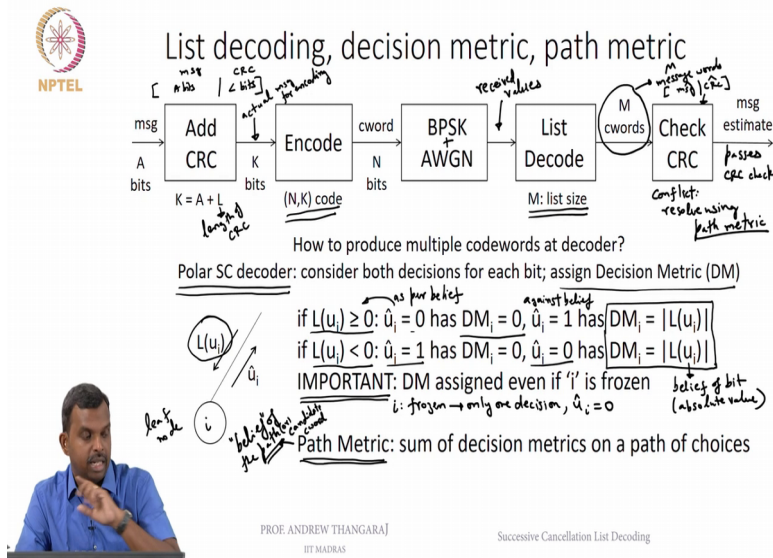 List decoding, decision metric, path metric
NPTEL
[ msg A bits | CRC L bits ]
actual msg for encoding
received values
M message words
[ msg | CRC ]
msg
A bits
Add CRC
K bits
Encode
cword
N bits
BPSK + AWGN
List Decode
M cwords
Check CRC
msg estimate
passes CRC check
K = A + L
length of CRC
(N,K) code
M: list size
conflict: resolve using path metric
How to produce multiple codewords at decoder?
Polar SC decoder: consider both decisions for each bit; assign Decision Metric (DM)
as per belief
against belief
if L(uᵢ) ≥ 0: ûᵢ = 0 has DMᵢ = 0, ûᵢ = 1 has DMᵢ = |L(uᵢ)|
if L(uᵢ) < 0: ûᵢ = 1 has DMᵢ = 0, ûᵢ = 0 has DMᵢ = |L(uᵢ)|
L(uᵢ)
ûᵢ
i
leaf node
IMPORTANT: DM assigned even if 'i' is frozen
belief of bit (absolute value)
i: frozen → only one decision, ûᵢ = 0
"belief" of the path (or) candidate cword
Path Metric: sum of decision metrics on a path of choices
PROF. ANDREW THANGARAJ
IIT MADRAS
Successive Cancellation List Decoding